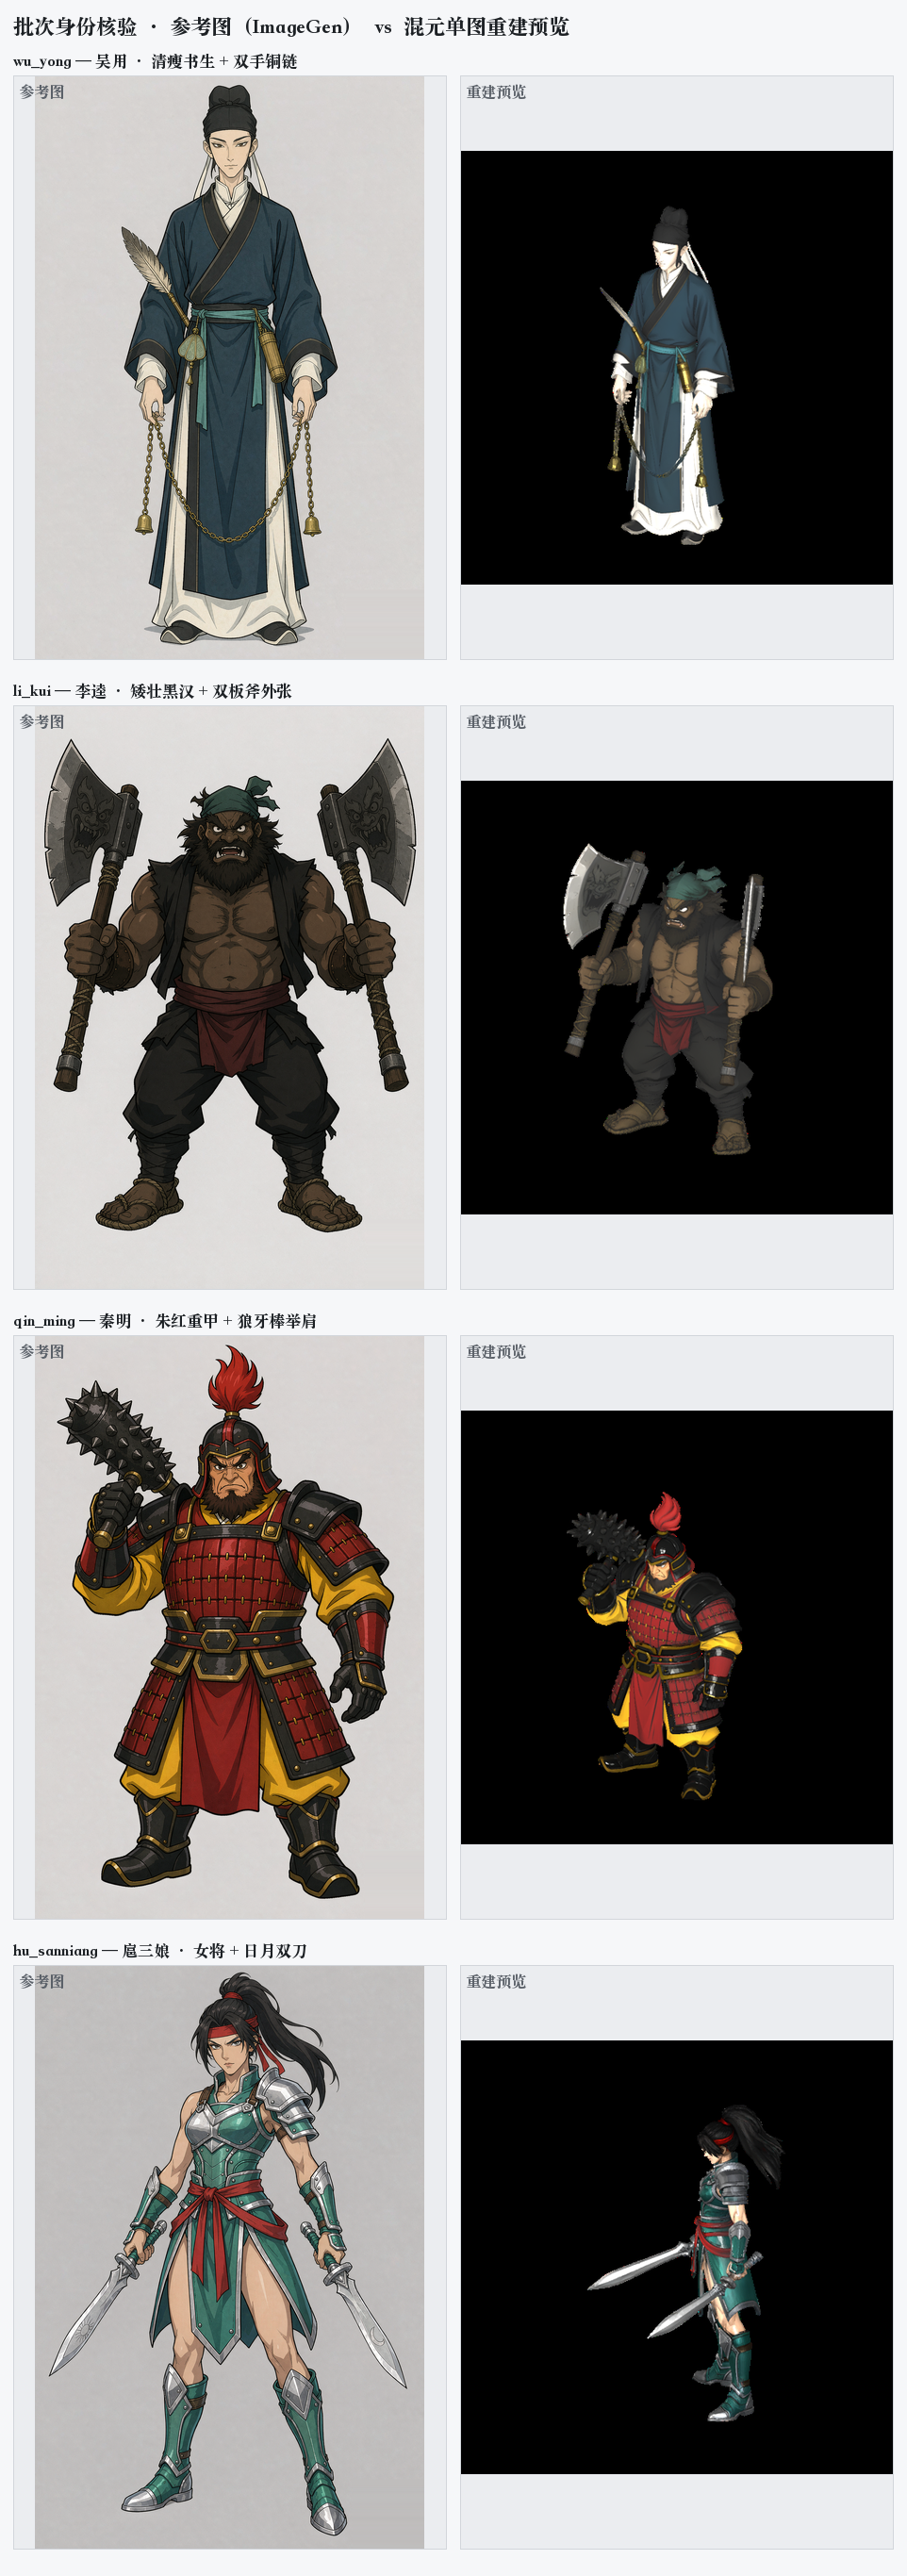 批次身份核验 · 参考图（ImageGen） vs 混元单图重建预览
wu_yong — 吴用 · 清瘦书生 + 双手铜链
参考图
重建预览
li_kui — 李逵 · 矮壮黑汉 + 双板斧外张
参考图
重建预览
qin_ming — 秦明 · 朱红重甲 + 狼牙棒举肩
参考图
重建预览
hu_sanniang — 扈三娘 · 女将 + 日月双刀
参考图
重建预览